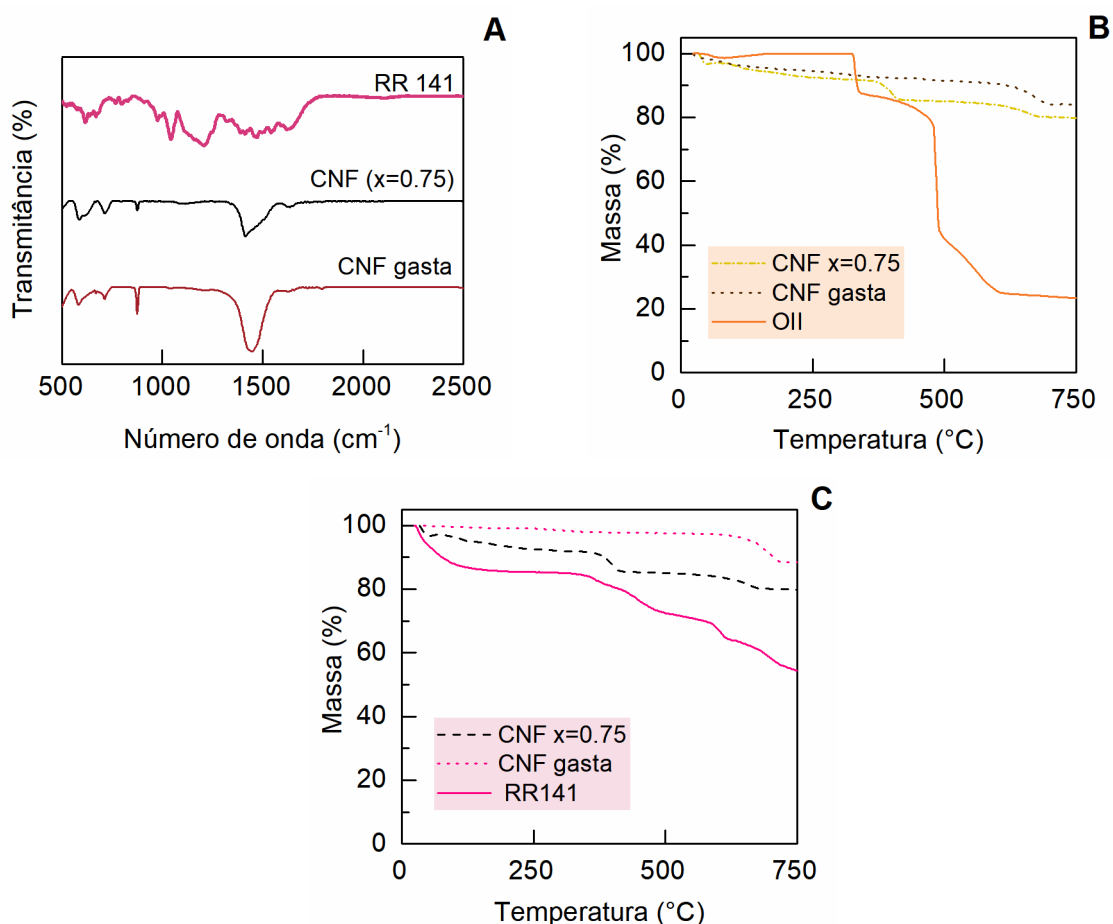 A
RR 141
CNF (x=0.75)
CNF gasta
Transmitância (%)
500 1000 1500 2000 2500
Número de onda (cm⁻¹)
B
100
80
60
40
20
0
Massa (%)
CNF x=0.75
CNF gasta
OII
0 250 500 750
Temperatura (°C)
C
100
80
60
40
20
0
Massa (%)
CNF x=0.75
CNF gasta
RR141
0 250 500 750
Temperatura (°C)